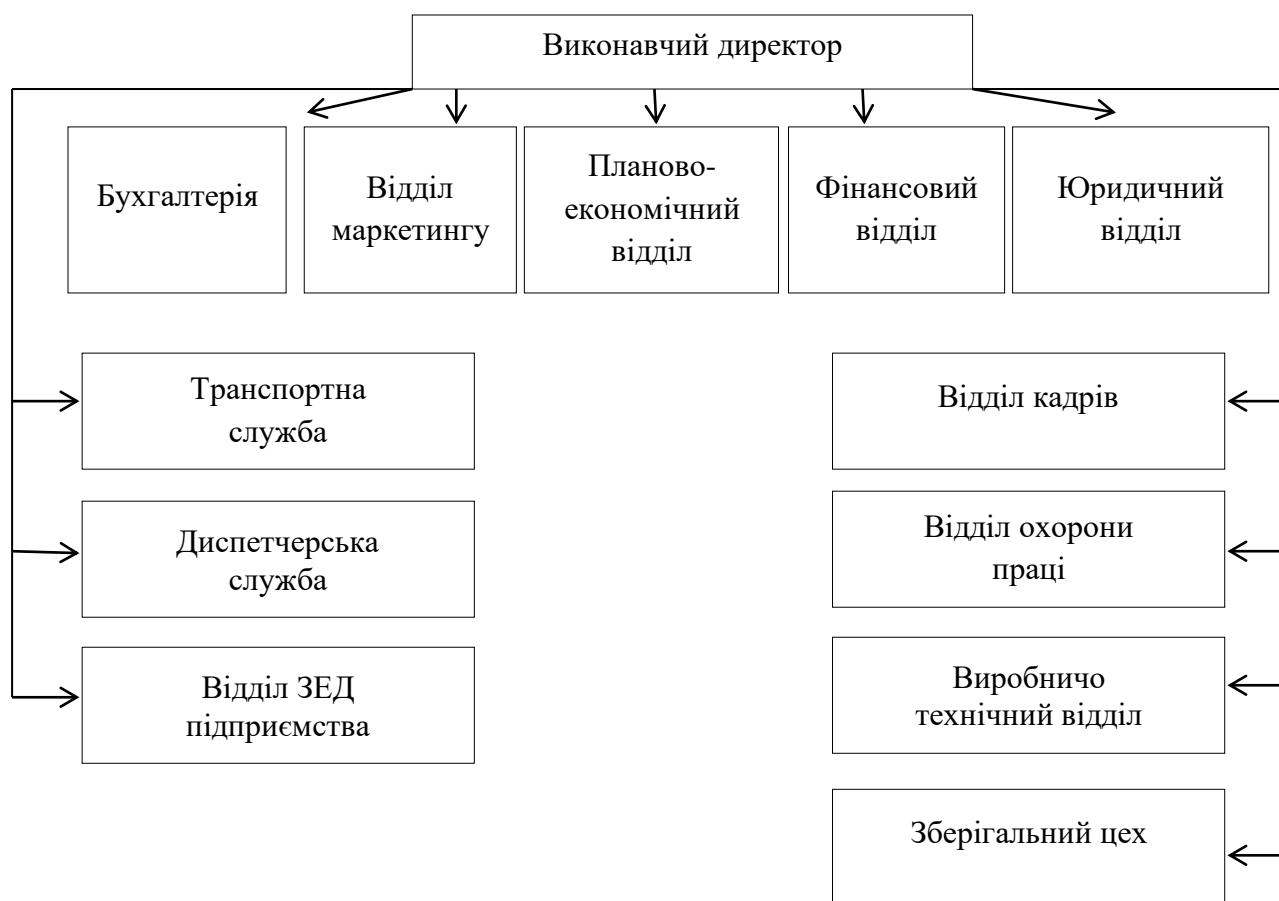 Виконавчий директор
Бухгалтерія
Відділ
маркетингу
Планово-
економічний
відділ
Фінансовий
відділ
Юридичний
відділ
Транспортна
служба
Відділ кадрів
Диспетчерська
служба
Відділ охорони
праці
Відділ ЗЕД
підприємства
Виробничо
технічний відділ
Зберігальний цех